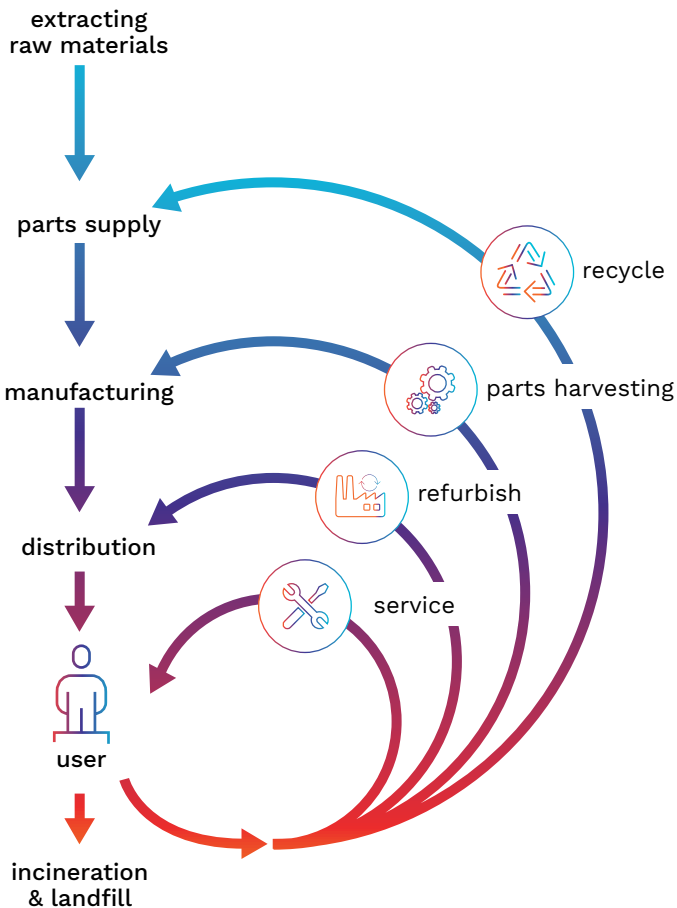 extracting
raw materials
parts supply
recycle
manufacturing
parts harvesting
refurbish
distribution
service
user
incineration
& landfill